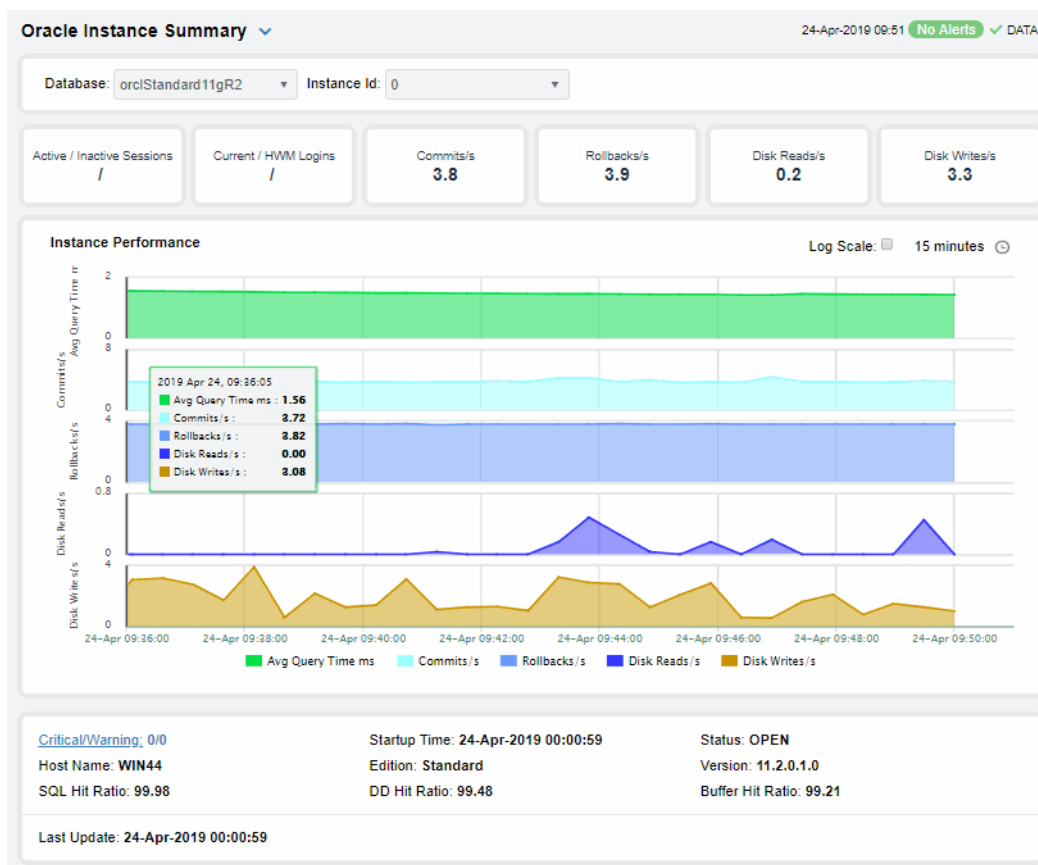 Oracle Instance Summary
24-Apr-2019 09:51 No Alerts DATA
Database: orclStandard11gR2 Instance Id: 0
Active / Inactive Sessions Current / HWM Logins Commits/s Rollbacks/s Disk Reads/s Disk Writes/s
/ / 3.8 3.9 0.2 3.3
Instance Performance
Log Scale: 15 minutes
Avg Query Time
2
0
Commits/s
8
0
Rollbacks/s
4
0
Disk Reads/s
0.8
0
Disk Writes/s
4
0
2019 Apr 24, 09:36:05
Avg Query Time ms : 1.56
Commits/s : 3.72
Rollbacks/s : 3.82
Disk Reads/s : 0.00
Disk Writes/s : 3.08
24-Apr 09:36:00 24-Apr 09:38:00 24-Apr 09:40:00 24-Apr 09:42:00 24-Apr 09:44:00 24-Apr 09:46:00 24-Apr 09:48:00 24-Apr 09:50:00
Avg Query Time ms Commits/s Rollbacks/s Disk Reads/s Disk Writes/s
Critical/Warning: 0/0 Startup Time: 24-Apr-2019 00:00:59 Status: OPEN
Host Name: WIN44 Edition: Standard Version: 11.2.0.1.0
SQL Hit Ratio: 99.98 DD Hit Ratio: 99.48 Buffer Hit Ratio: 99.21
Last Update: 24-Apr-2019 00:00:59